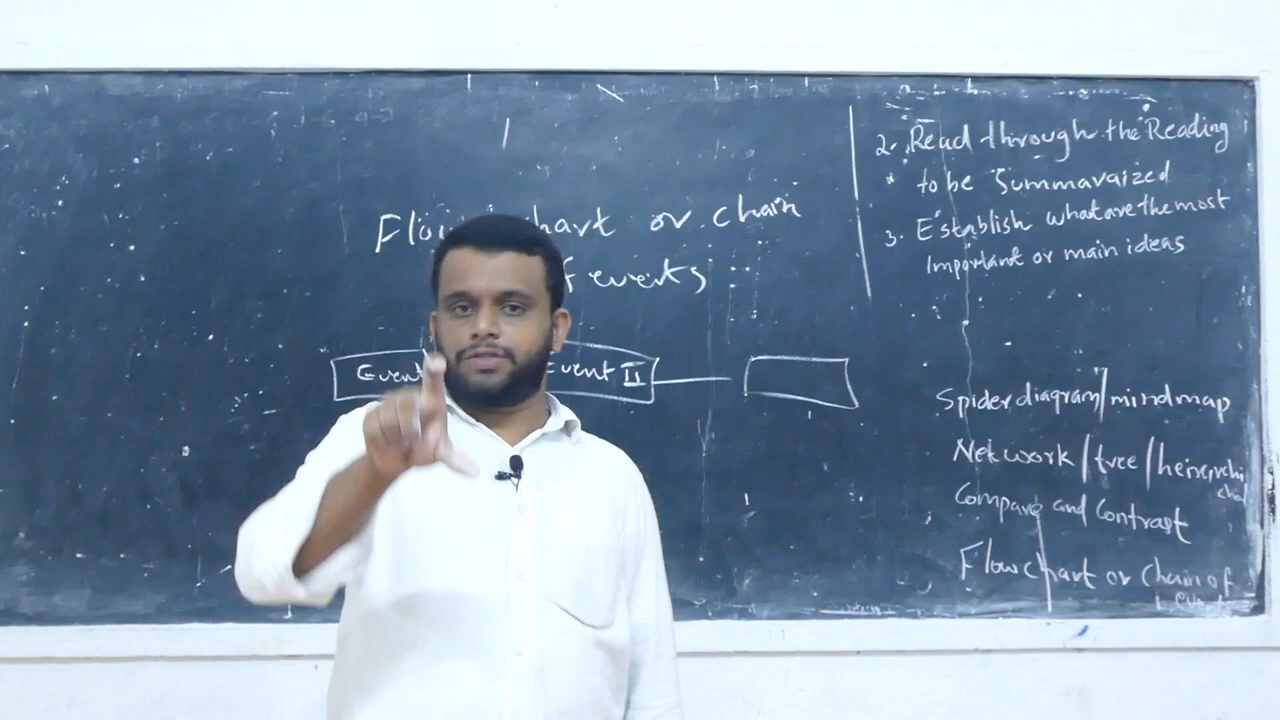 chart or chain
of events
Event
Event II
2. Read through the Reading
to be Summaraized
3. Establish what are the most
Important or main ideas
Spider diagram/mindmap
Network/tree/heirarchi
chal
Compare and Contrast
Flow chart or Chain of